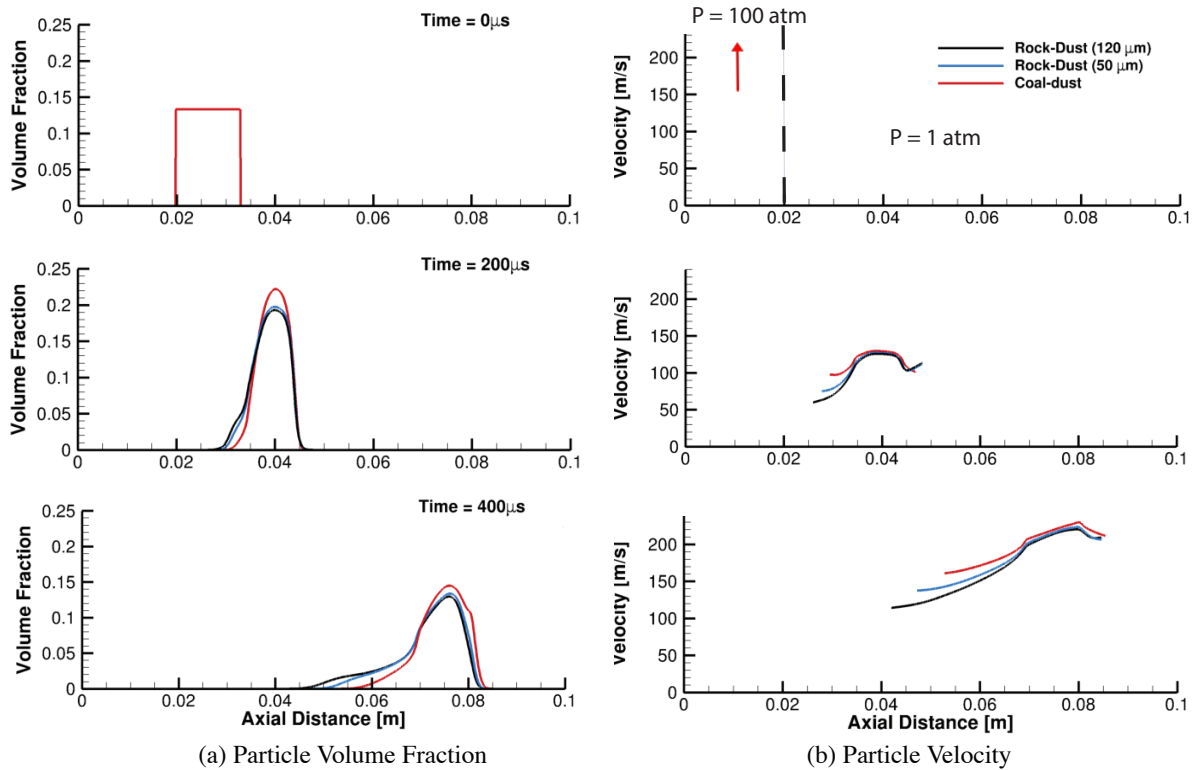 Time = 0μs
Volume Fraction
0.25
0.2
0.15
0.1
0.05
0
0 0.02 0.04 0.06 0.08 0.1
P = 100 atm
P = 1 atm
Rock-Dust (120 μm)
Rock-Dust (50 μm)
Coal-dust
Velocity [m/s]
200
150
100
50
0
0 0.02 0.04 0.06 0.08 0.1
Time = 200μs
Volume Fraction
0.25
0.2
0.15
0.1
0.05
0
0 0.02 0.04 0.06 0.08 0.1
Velocity [m/s]
200
150
100
50
0
0 0.02 0.04 0.06 0.08 0.1
Time = 400μs
Volume Fraction
0.25
0.2
0.15
0.1
0.05
0
0 0.02 0.04 0.06 0.08 0.1
Axial Distance [m]
Velocity [m/s]
200
150
100
50
0
0 0.02 0.04 0.06 0.08 0.1
Axial Distance [m]
(a) Particle Volume Fraction
(b) Particle Velocity